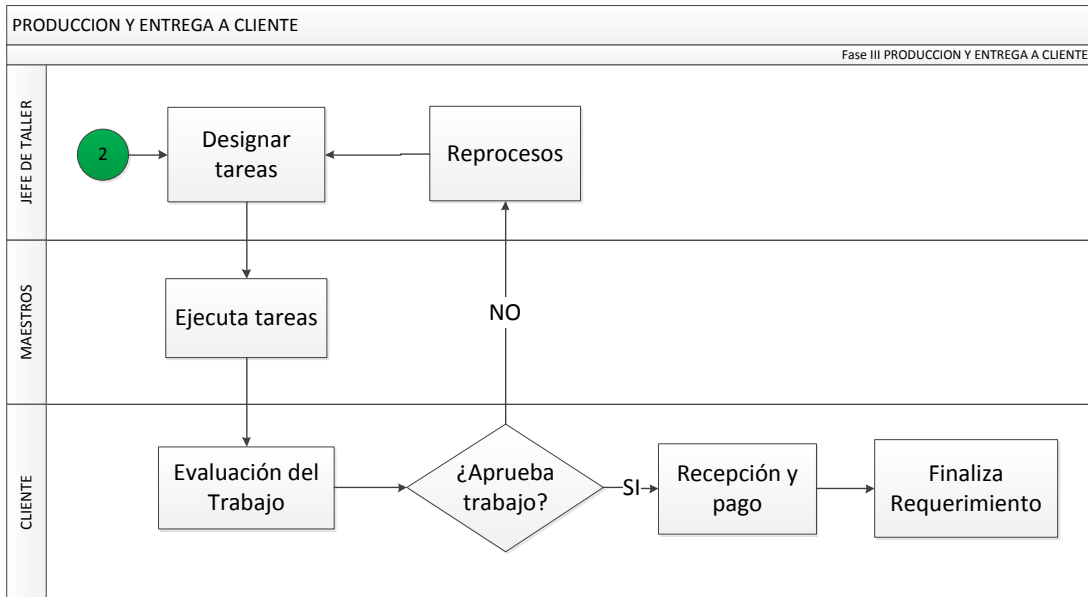 PRODUCCION Y ENTREGA A CLIENTE
Fase III PRODUCCION Y ENTREGA A CLIENTE
JEFE DE TALLER
2
Designar
tareas
Reprocesos
MAESTROS
Ejecuta tareas
NO
CLIENTE
Evaluación del
Trabajo
¿Aprueba
trabajo?
SI
Recepción y
pago
Finaliza
Requerimiento